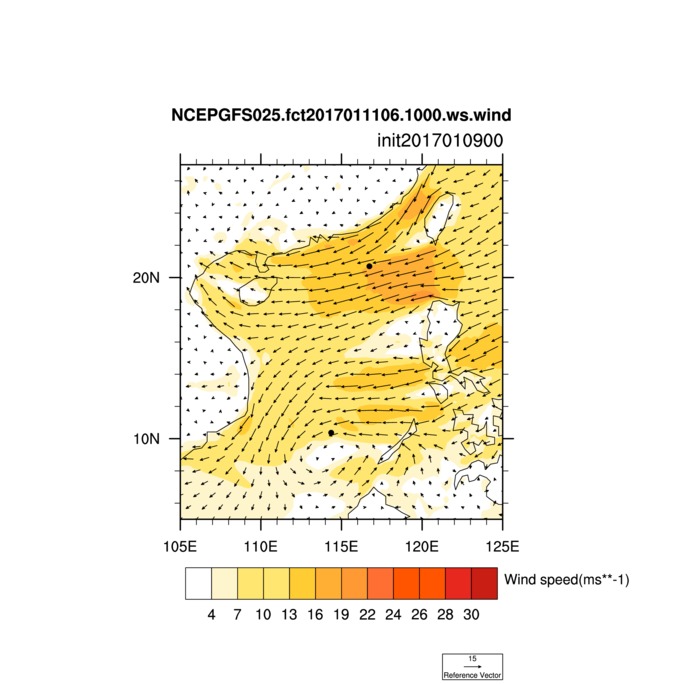 NCEPGFS025.fct2017011106.1000.ws.wind
init2017010900
20N
10N
105E 110E 115E 120E 125E
Wind speed(ms**-1)
4 7 10 13 16 19 22 24 26 28 30
15
Reference Vector